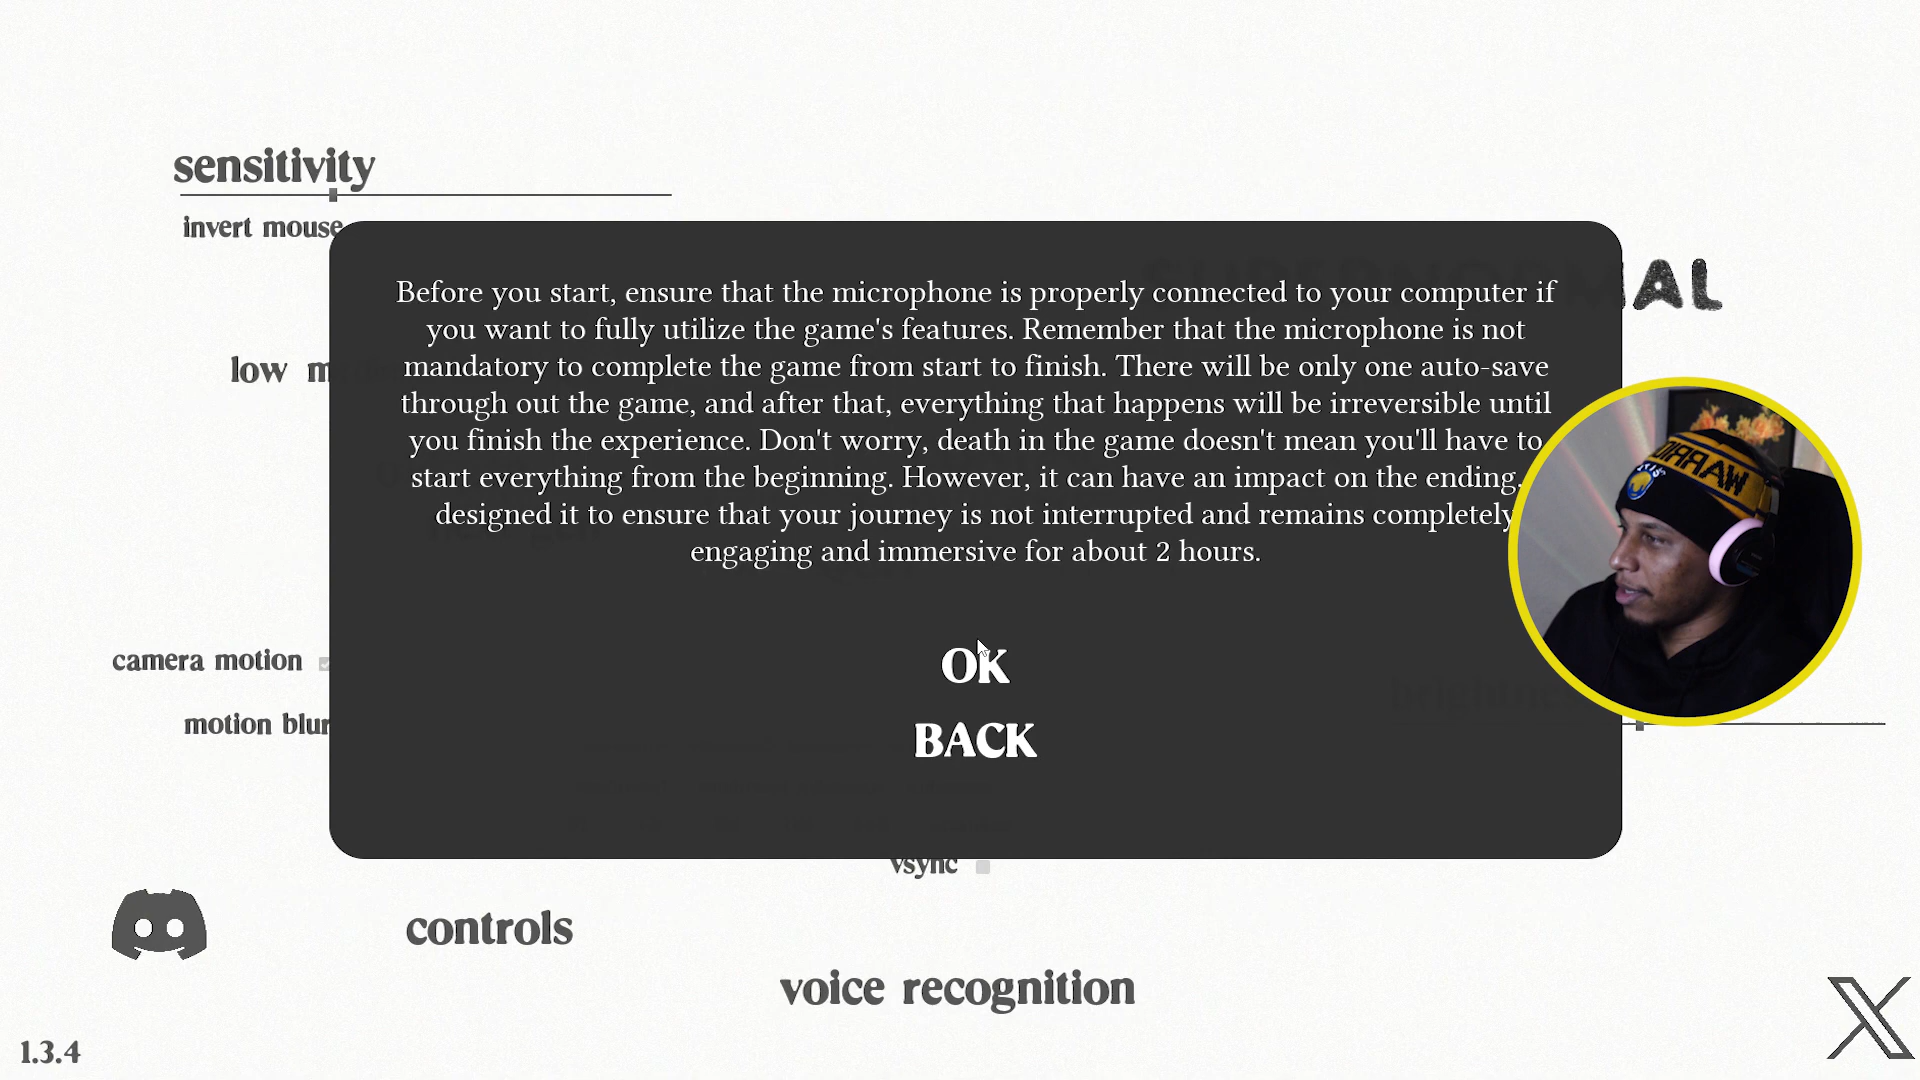 sensitivity
invert mouse
Before you start, ensure that the microphone is properly connected to your computer if
you want to fully utilize the game's features. Remember that the microphone is not
mandatory to complete the game from start to finish. There will be only one auto-save
through out the game, and after that, everything that happens will be irreversible until
you finish the experience. Don't worry, death in the game doesn't mean you'll have to
start everything from the beginning. However, it can have an impact on the ending.
designed it to ensure that your journey is not interrupted and remains completely
engaging and immersive for about 2 hours.
SUPERNORMAL
low
WARRIO
OK
camera motion
brightne
motion blur
BACK
vsync
controls
voice recognition
1.3.4